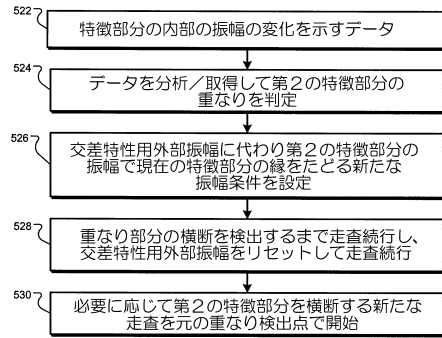 522
特徴部分の内部の振幅の変化を示すデータ
524
データを分析／取得して第２の特徴部分の
重なりを判定
526
交差特性用外部振幅に代わり第２の特徴部分の
振幅で現在の特徴部分の縁をたどる新たな
振幅条件を設定
528
重なり部分の横断を検出するまで走査続行し、
交差特性用外部振幅をリセットして走査続行
530
必要に応じて第２の特徴部分を横断する新たな
走査を元の重なり検出点で開始